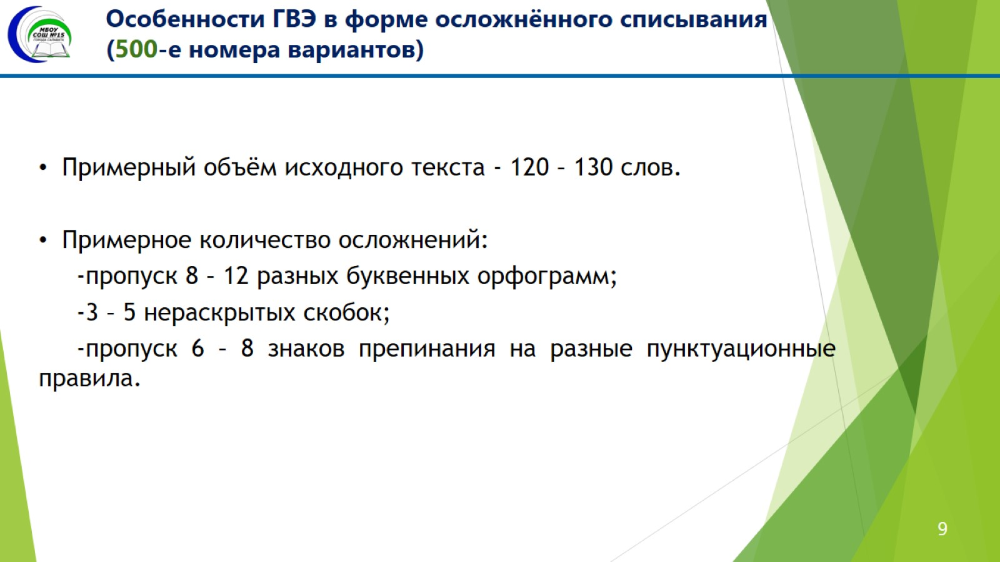 МБОУ
СОШ №15
ГОРОДА САЛАВАТА
Особенности ГВЭ в форме осложнённого списывания
(500-е номера вариантов)
• Примерный объём исходного текста - 120 – 130 слов.
• Примерное количество осложнений:
-пропуск 8 – 12 разных буквенных орфограмм;
-3 – 5 нераскрытых скобок;
-пропуск 6 – 8 знаков препинания на разные пунктуационные
правила.
9